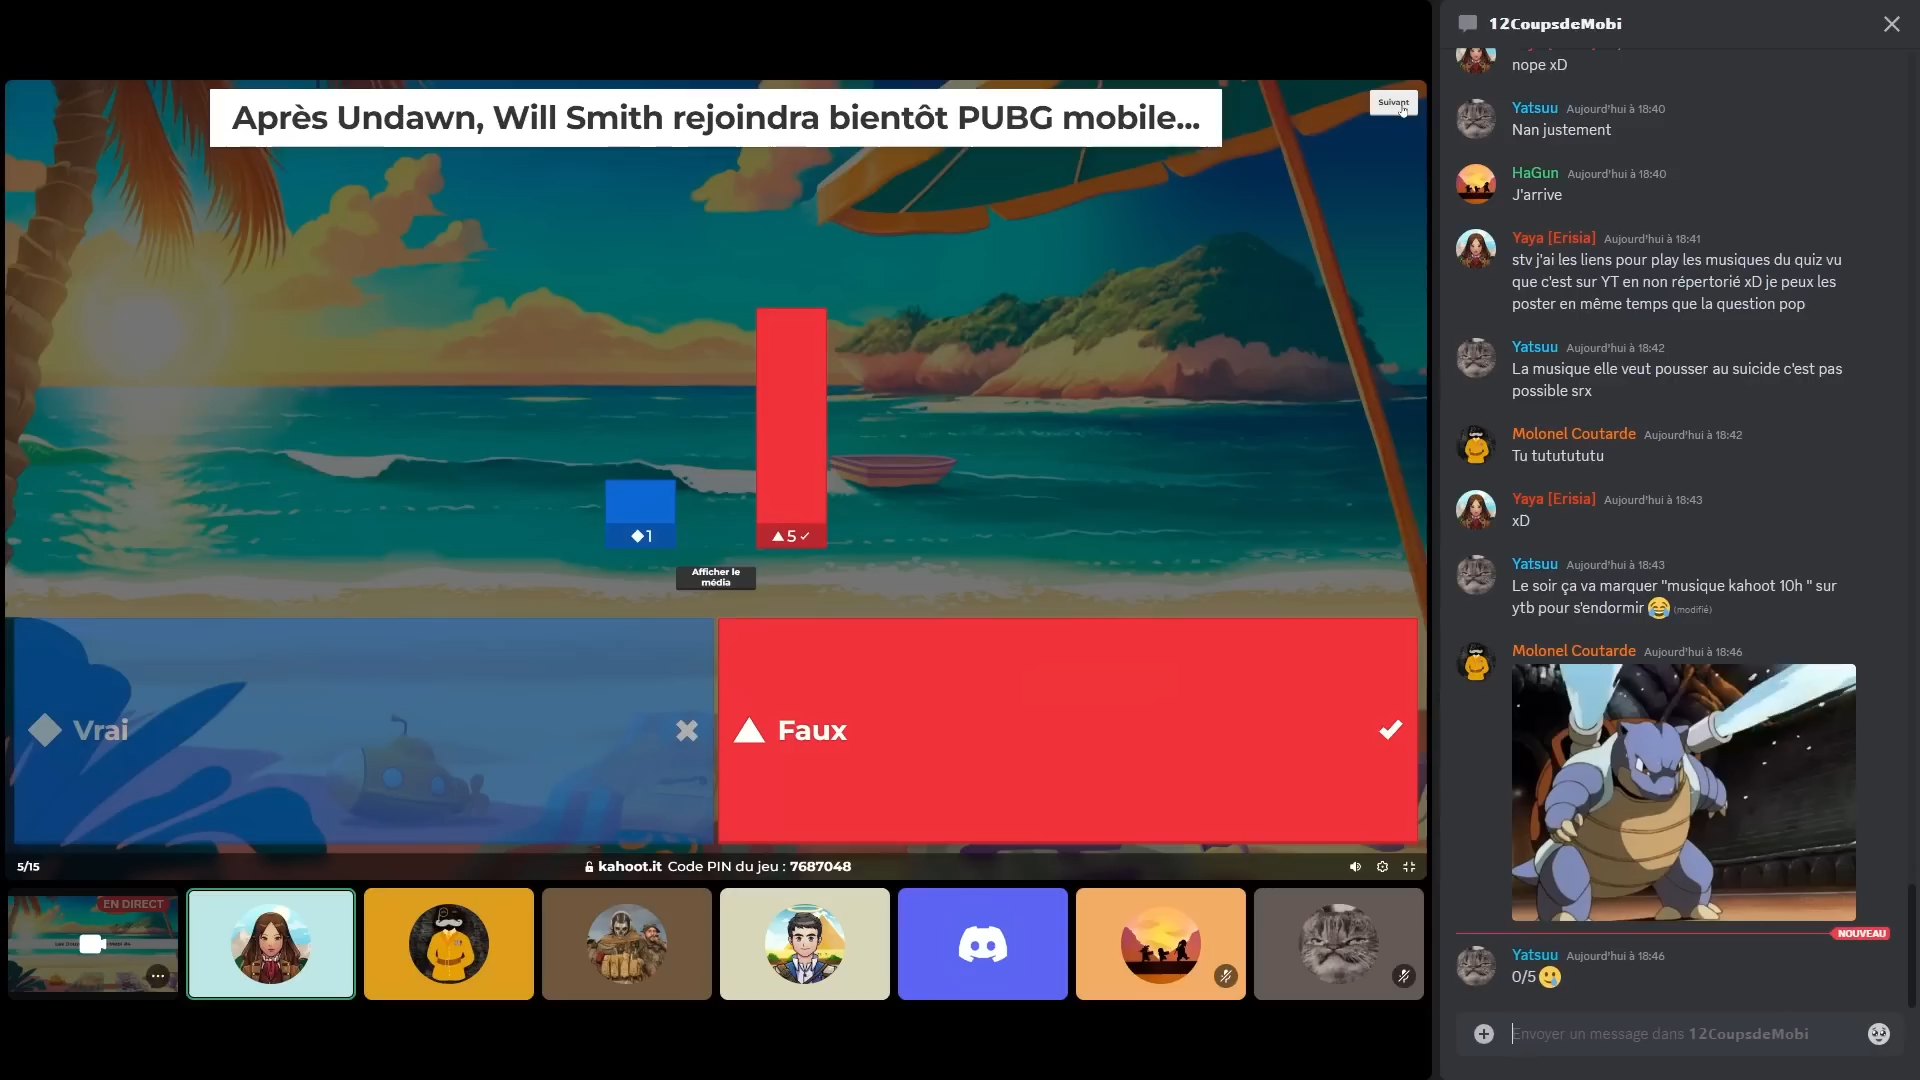 Après Undawn, Will Smith rejoindra bientôt PUBG mobile...
Suivant
1
5
Afficher le
média
Vrai
Faux
5/15
kahoot.it Code PIN du jeu : 7687048
EN DIRECT
12CoupsdeMobi
nope xD
Yatsuu Aujourd'hui à 18:40
Nan justement
HaGun Aujourd'hui à 18:40
J'arrive
Yaya [Erisia] Aujourd'hui à 18:41
stv j'ai les liens pour play les musiques du quiz vu
que c'est sur YT en non répertorié xD je peux les
poster en même temps que la question pop
Yatsuu Aujourd'hui à 18:42
La musique elle veut pousser au suicide c'est pas
possible srx
Molonel Coutarde Aujourd'hui à 18:42
Tu tututututu
Yaya [Erisia] Aujourd'hui à 18:43
xD
Yatsuu Aujourd'hui à 18:43
Le soir ça va marquer "musique kahoot 10h " sur
ytb pour s'endormir 😂 (modifié)
Molonel Coutarde Aujourd'hui à 18:46
NOUVEAU
Yatsuu Aujourd'hui à 18:46
0/5 🥲
Envoyer un message dans 12CoupsdeMobi